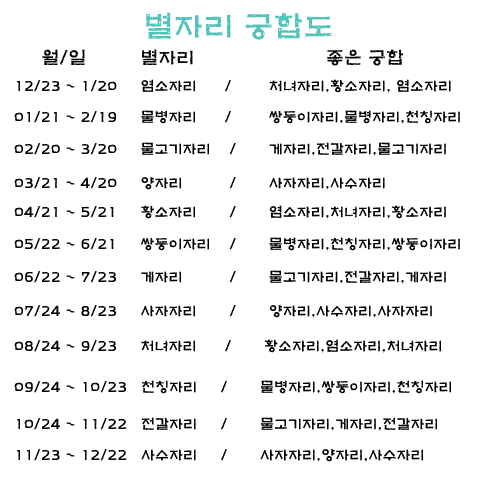 별자리 궁합도
월/일 별자리 좋은 궁합
12/23 ~ 1/20 염소자리 / 처녀자리,황소자리, 염소자리
01/21 ~ 2/19 물병자리 / 쌍둥이자리,물병자리,천칭자리
02/20 ~ 3/20 물고기자리 / 게자리,전갈자리,물고기자리
03/21 ~ 4/20 양자리 / 사자자리,사수자리
04/21 ~ 5/21 황소자리 / 염소자리,처녀자리,황소자리
05/22 ~ 6/21 쌍둥이자리 / 물병자리,천칭자리,쌍둥이자리
06/22 ~ 7/23 게자리 / 물고기자리,전갈자리,게자리
07/24 ~ 8/23 사자자리 / 양자리,사수자리,사자자리
08/24 ~ 9/23 처녀자리 / 황소자리,염소자리,처녀자리
09/24 ~ 10/23 천칭자리 / 물병자리,쌍둥이자리,천칭자리
10/24 ~ 11/22 전갈자리 / 물고기자리,게자리,전갈자리
11/23 ~ 12/22 사수자리 / 사자자리,양자리,사수자리